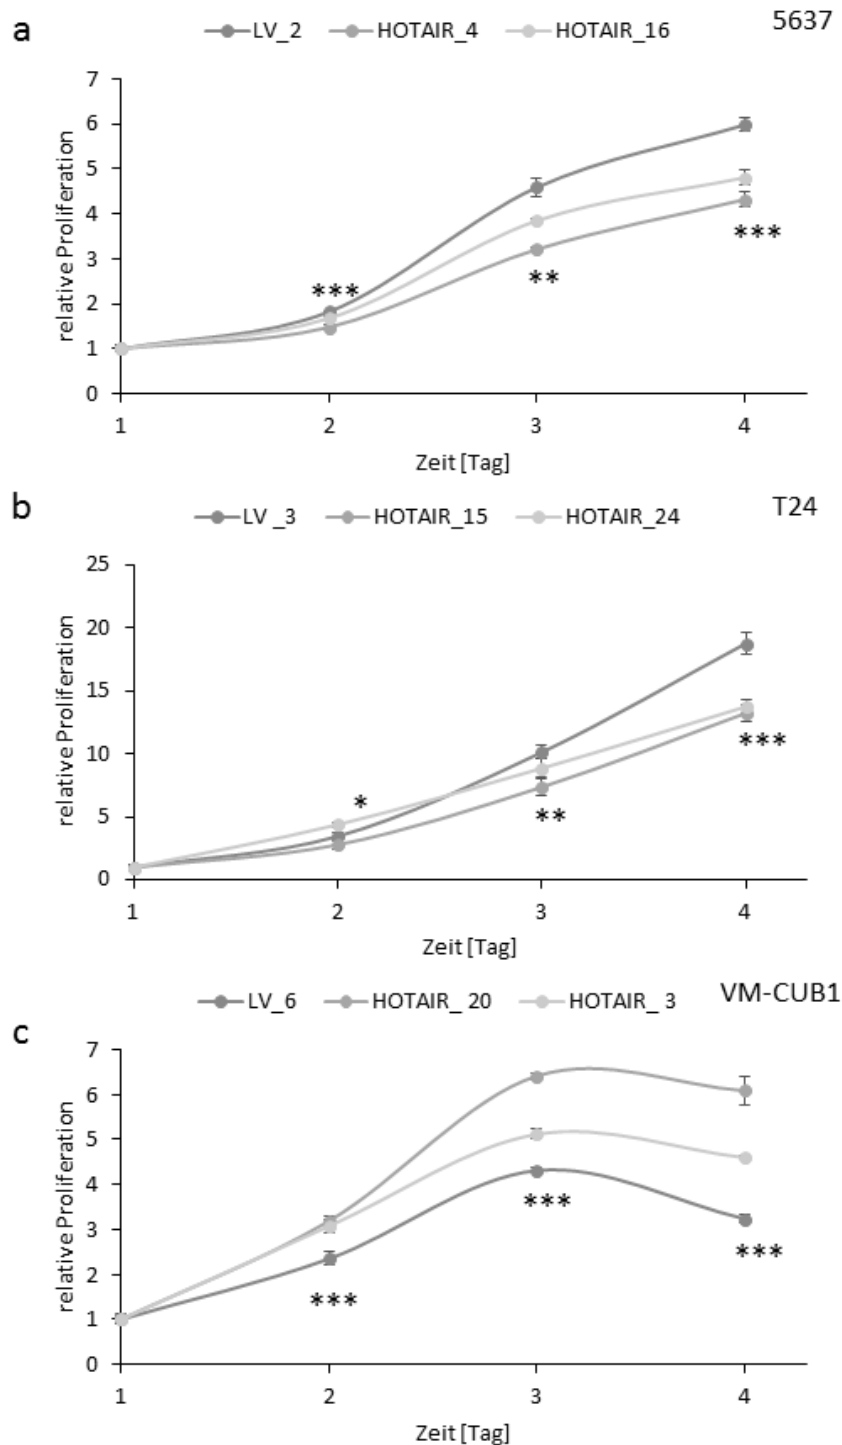 a
LV_2 HOTAIR_4 HOTAIR_16
5637
relative Proliferation
7
6
5
4
3
2
1
0
***
**
***
1 2 3 4
Zeit [Tag]
b
LV _3 HOTAIR_15 HOTAIR_24
T24
relative Proliferation
25
20
15
10
5
0
*
**
***
1 2 3 4
Zeit [Tag]
c
LV_6 HOTAIR_ 20 HOTAIR_ 3
VM-CUB1
relative Proliferation
7
6
5
4
3
2
1
0
***
***
***
1 2 3 4
Zeit [Tag]